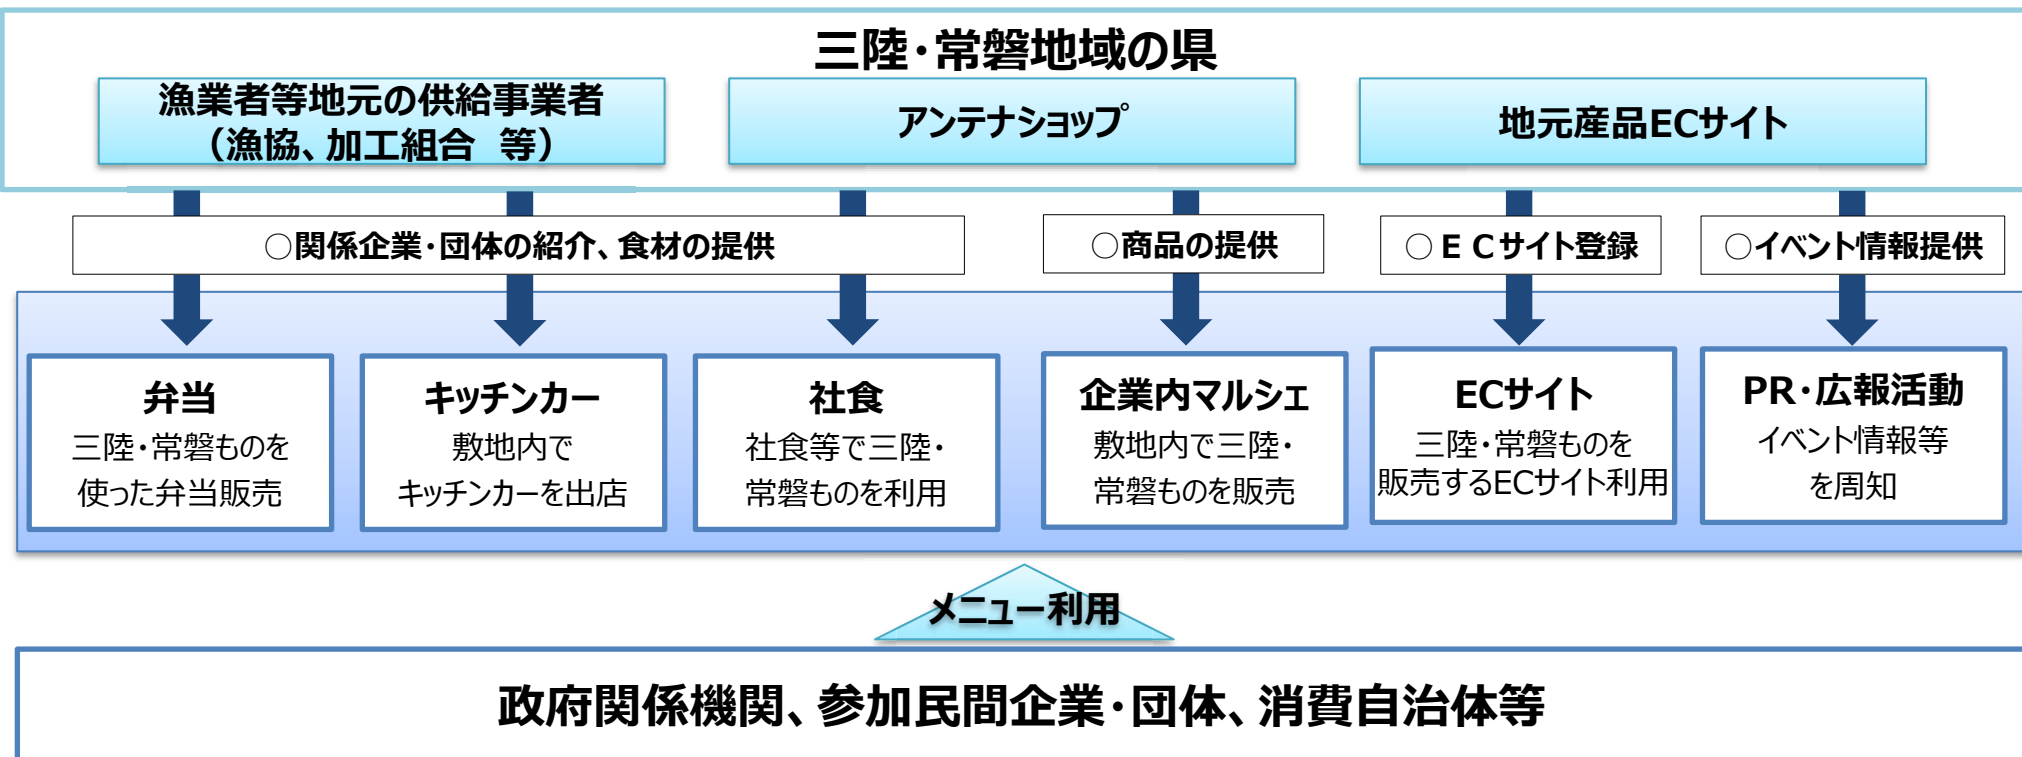 三陸・常磐地域の県
漁業者等地元の供給事業者
（漁協、加工組合 等）
アンテナショップ
地元産品ECサイト
○関係企業・団体の紹介、食材の提供
○商品の提供
○ＥＣサイト登録
○イベント情報提供
弁当
三陸・常磐ものを
使った弁当販売
キッチンカー
敷地内で
キッチンカーを出店
社食
社食等で三陸・
常磐ものを利用
企業内マルシェ
敷地内で三陸・
常磐ものを販売
ECサイト
三陸・常磐ものを
販売するECサイト利用
PR・広報活動
イベント情報等
を周知
メニュー利用
政府関係機関、参加民間企業・団体、消費自治体等